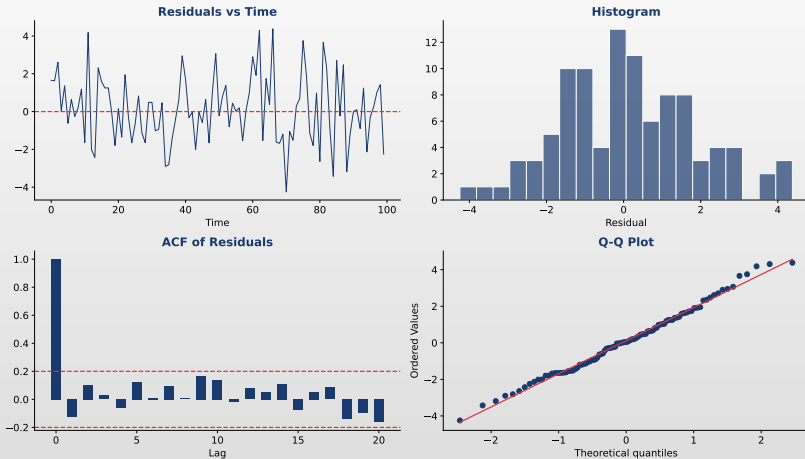 Residuals vs Time
4
2
0
−2
−4
0 20 40 60 80 100
Time
Histogram
12
10
8
6
4
2
0
−4 −2 0 2 4
Residual
ACF of Residuals
1.0
0.8
0.6
0.4
0.2
0.0
−0.2
0 5 10 15 20
Lag
Q-Q Plot
Ordered Values
4
2
0
−2
−4
−2 −1 0 1 2
Theoretical quantiles